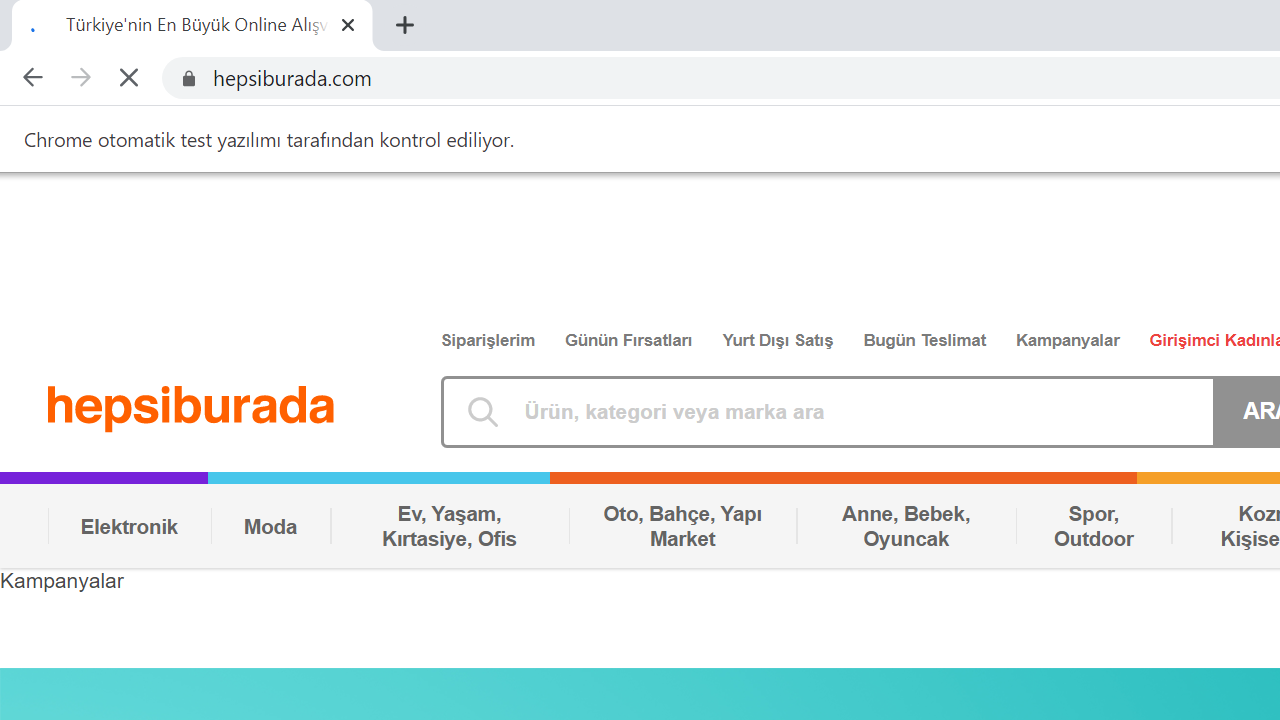 Türkiye'nin En Büyük Online Alışv
hepsiburada.com
Chrome otomatik test yazılımı tarafından kontrol ediliyor.
Siparişlerim Günün Fırsatları Yurt Dışı Satış Bugün Teslimat Kampanyalar Girişimci Kadınla
hepsiburada
Ürün, kategori veya marka ara
ARA
Elektronik
Moda
Ev, Yaşam,
Kırtasiye, Ofis
Oto, Bahçe, Yapı
Market
Anne, Bebek,
Oyuncak
Spor,
Outdoor
Kozm
Kişise
Kampanyalar